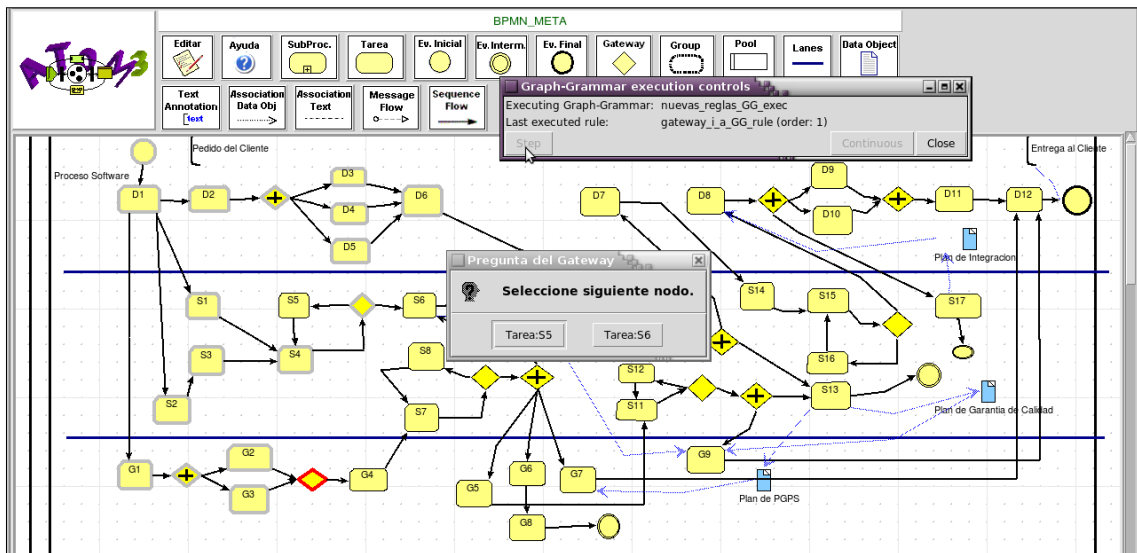 BPMN_META
ATOM3
Editar
Ayuda
SubProc.
Tarea
Ev. Inicial
Ev. Interm.
Ev. Final
Gateway
Group
Pool
Lanes
Data Object
Text
Annotation
[text
Association
Data Obj
Association
Text
Message
Flow
Sequence
Flow
Graph-Grammar execution controls
Executing Graph-Grammar: nuevas_reglas_GG_exec
Last executed rule: gateway_i_a_GG_rule (order: 1)
Step
Continuous
Close
Pedido del Cliente
Entrega al Cliente
Proceso Software
D1
D2
D3
D4
D5
D6
D7
D8
D9
D10
D11
D12
Plan de Integracion
Pregunta del Gateway
Seleccione siguiente nodo.
Tarea:S5
Tarea:S6
S1
S2
S3
S4
S5
S6
S7
S8
S11
S12
S13
S14
S15
S16
S17
Plan de Garantia de Calidad
G1
G2
G3
G4
G5
G6
G7
G8
G9
Plan de PGPS